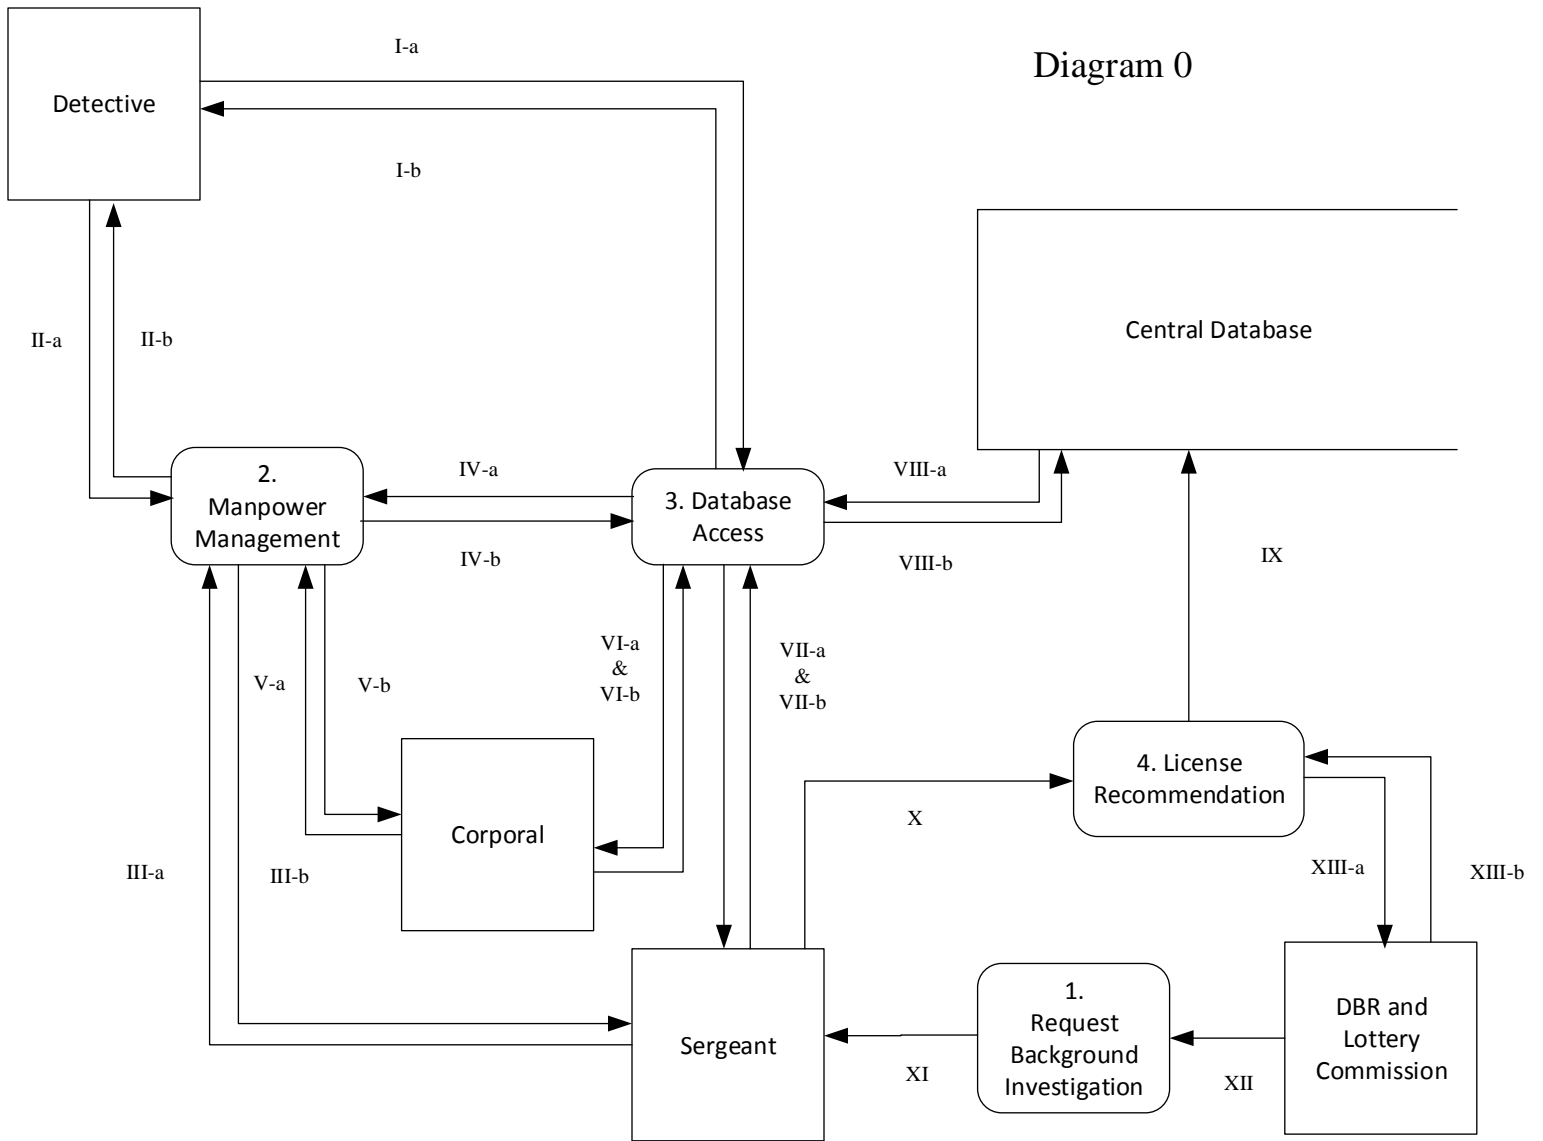 I-a
Diagram 0
Detective
I-b
Central Database
II-a
II-b
2.
Manpower
Management
IV-a
IV-b
3. Database
Access
VIII-a
VIII-b
IX
VI-a
&
VI-b
VII-a
&
VII-b
V-a
V-b
4. License
Recommendation
X
Corporal
III-a
III-b
XIII-a
XIII-b
Sergeant
XI
1.
Request
Background
Investigation
XII
DBR and
Lottery
Commission